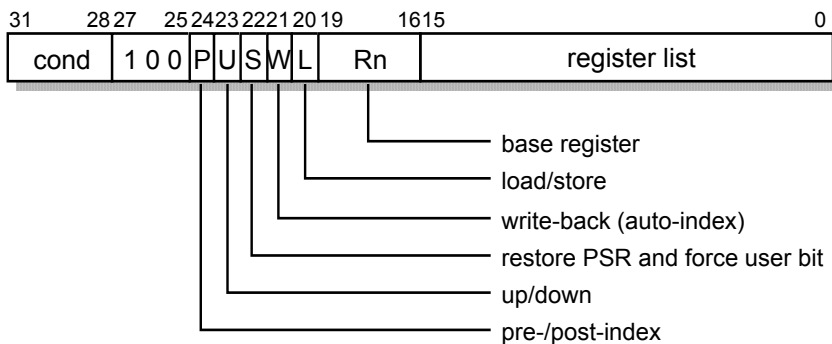 31 28 27 25 24 23 22 21 20 19 16 15 0
cond 1 0 0 P U S W L Rn register list
base register
load/store
write-back (auto-index)
restore PSR and force user bit
up/down
pre-/post-index